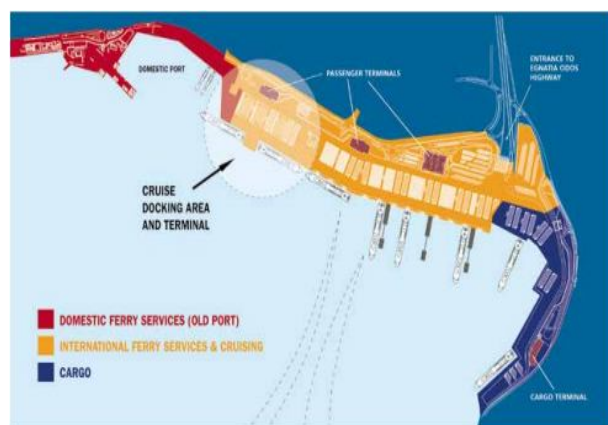 DOMESTIC PORT
PASSENGER TERMINALS
ENTRANCE TO
EGNATIA ODOS
HIGHWAY
CRUISE
DOCKING AREA
AND TERMINAL
DOMESTIC FERRY SERVICES (OLD PORT)
INTERNATIONAL FERRY SERVICES & CRUISING
CARGO
CARGO TERMINAL